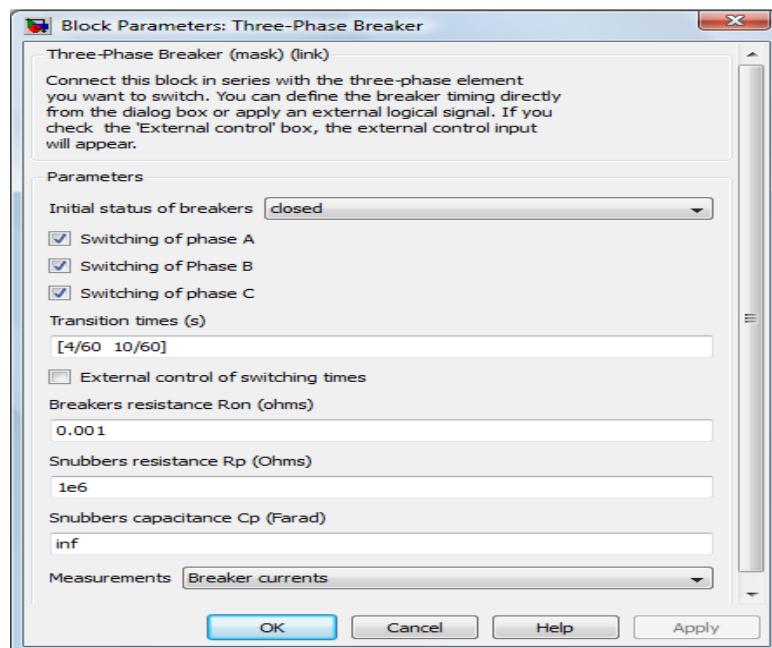 Block Parameters: Three-Phase Breaker
Three-Phase Breaker (mask) (link)
Connect this block in series with the three-phase element
you want to switch. You can define the breaker timing directly
from the dialog box or apply an external logical signal. If you
check the 'External control' box, the external control input
will appear.
Parameters
Initial status of breakers closed
Switching of phase A
Switching of Phase B
Switching of phase C
Transition times (s)
[4/60 10/60]
External control of switching times
Breakers resistance Ron (ohms)
0.001
Snubbers resistance Rp (Ohms)
1e6
Snubbers capacitance Cp (Farad)
inf
Measurements Breaker currents
OK Cancel Help Apply